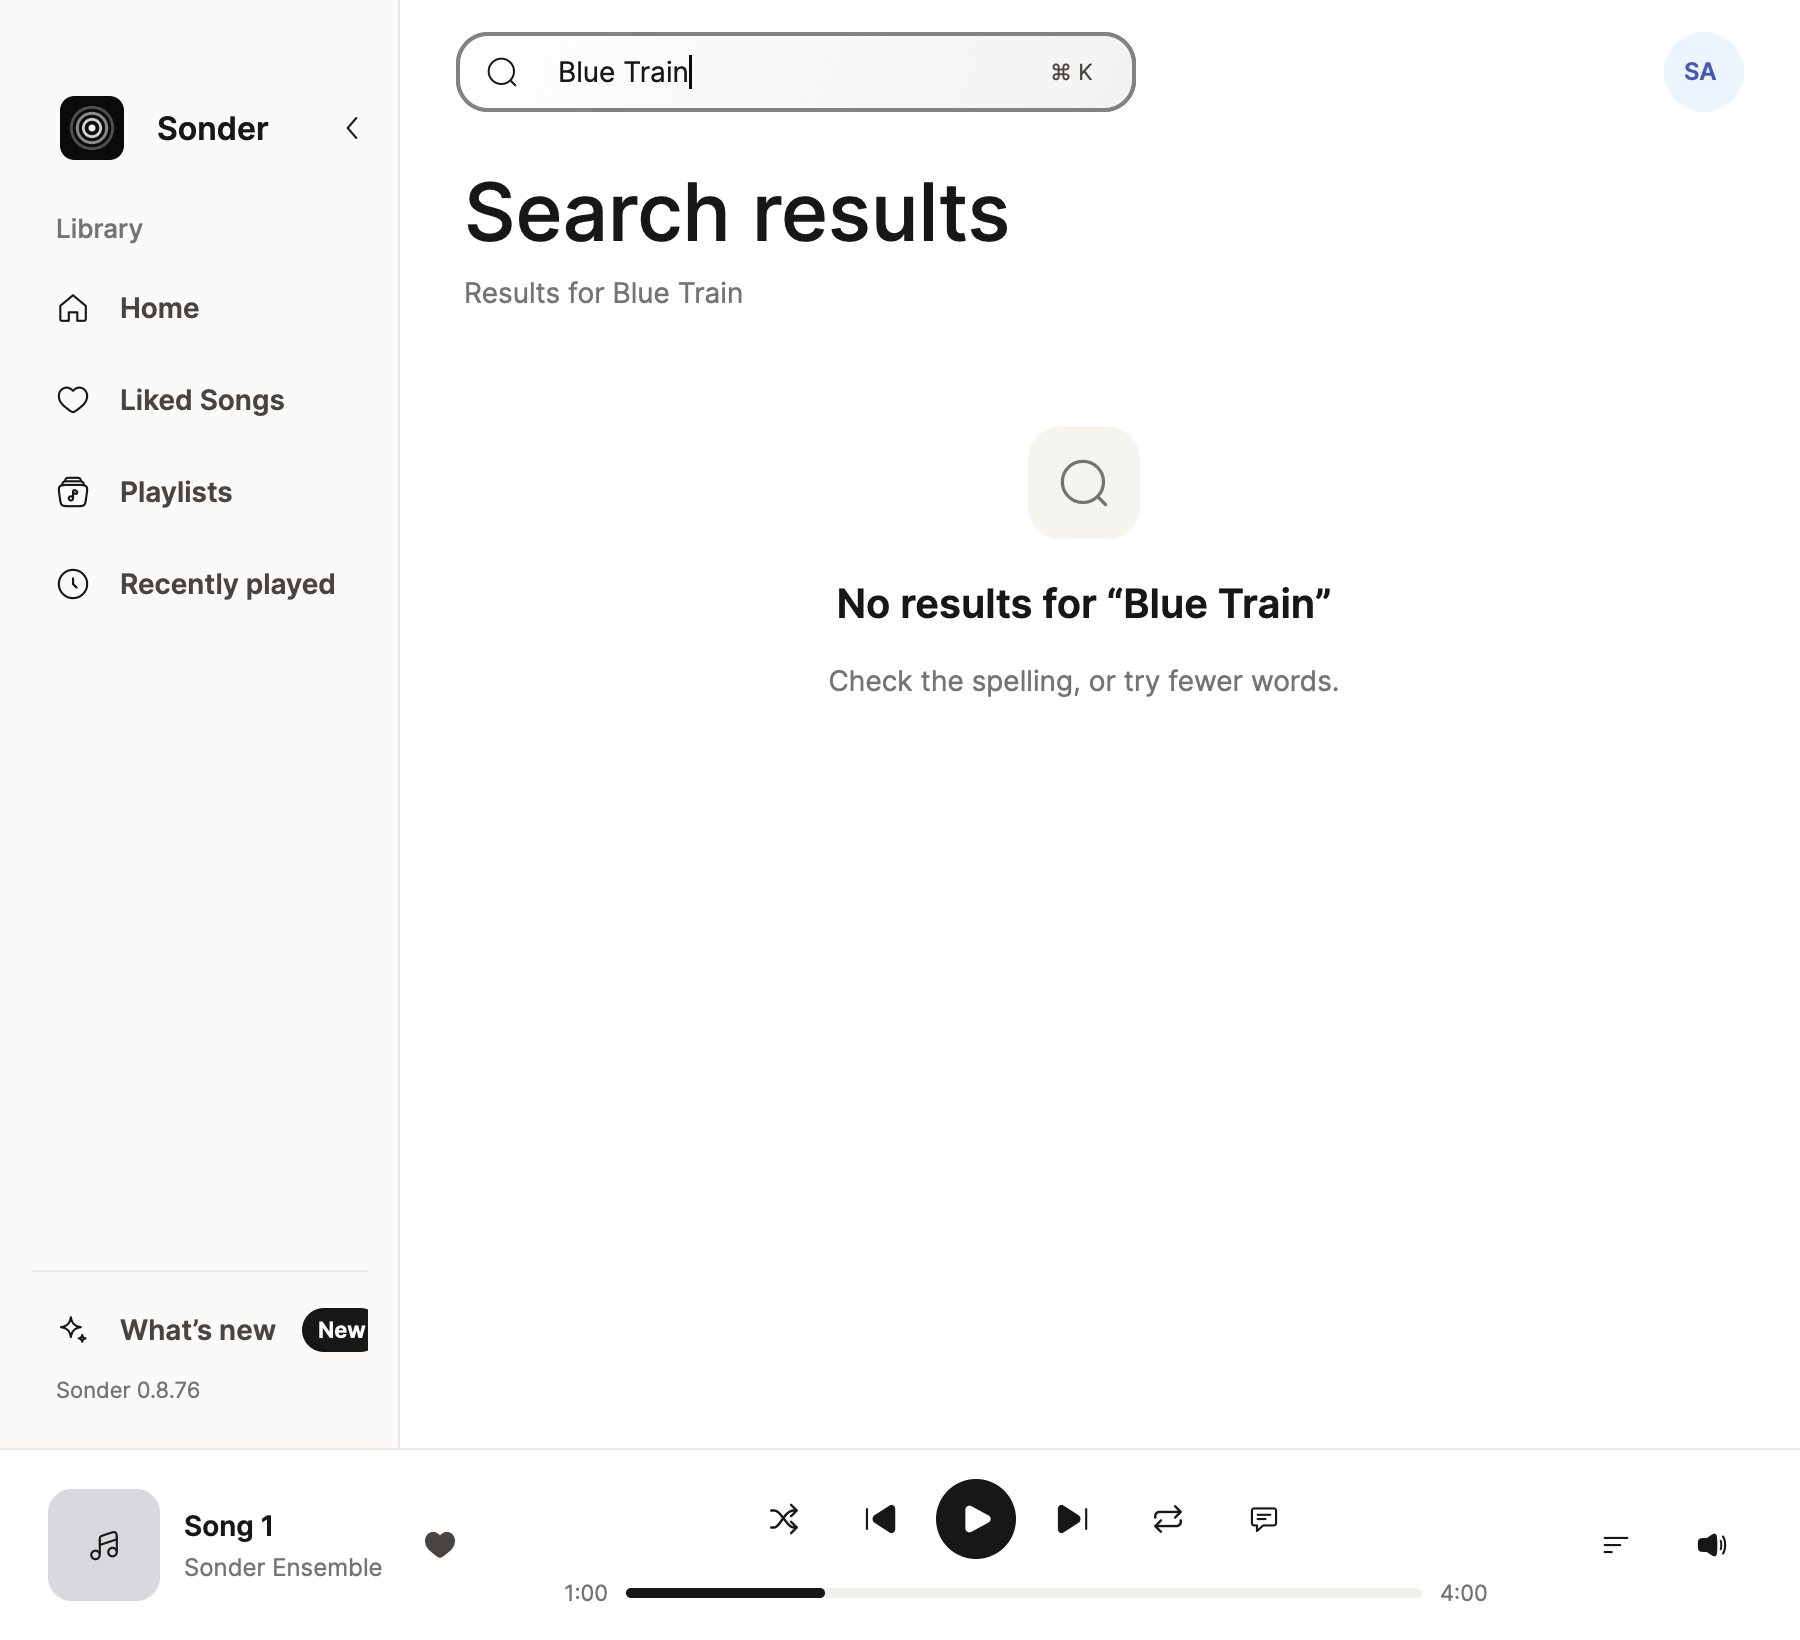 Blue Train
⌘ K
SA
Sonder
Library
Home
Liked Songs
Playlists
Recently played
Search results
Results for Blue Train
No results for “Blue Train”
Check the spelling, or try fewer words.
What’s new
New
Sonder 0.8.76
Song 1
Sonder Ensemble
1:00
4:00